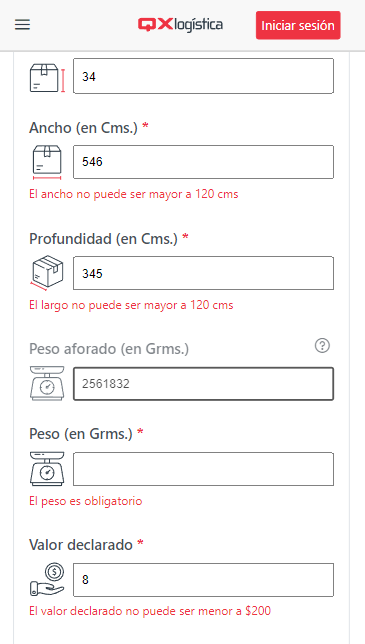 QX logística
Iniciar sesión
34
Ancho (en Cms.) *
546
El ancho no puede ser mayor a 120 cms
Profundidad (en Cms.) *
345
El largo no puede ser mayor a 120 cms
Peso aforado (en Grms.)
?
2561832
Peso (en Grms.) *
El peso es obligatorio
Valor declarado *
$
8
El valor declarado no puede ser menor a $200